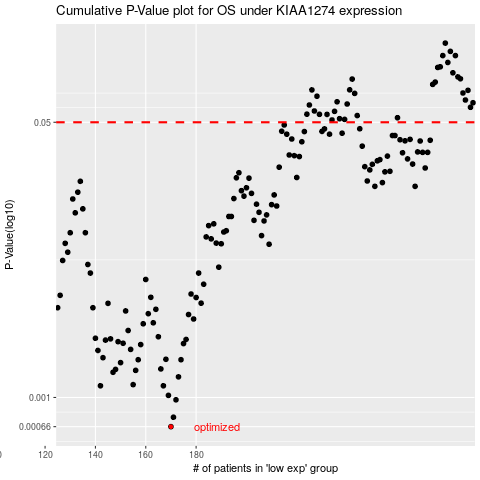 Cumulative P-Value plot for OS under KIAA1274 expression
P-Value(log10)
0.05
0.001
0.00066
optimized
0 120 140 160 180
# of patients in 'low exp' group